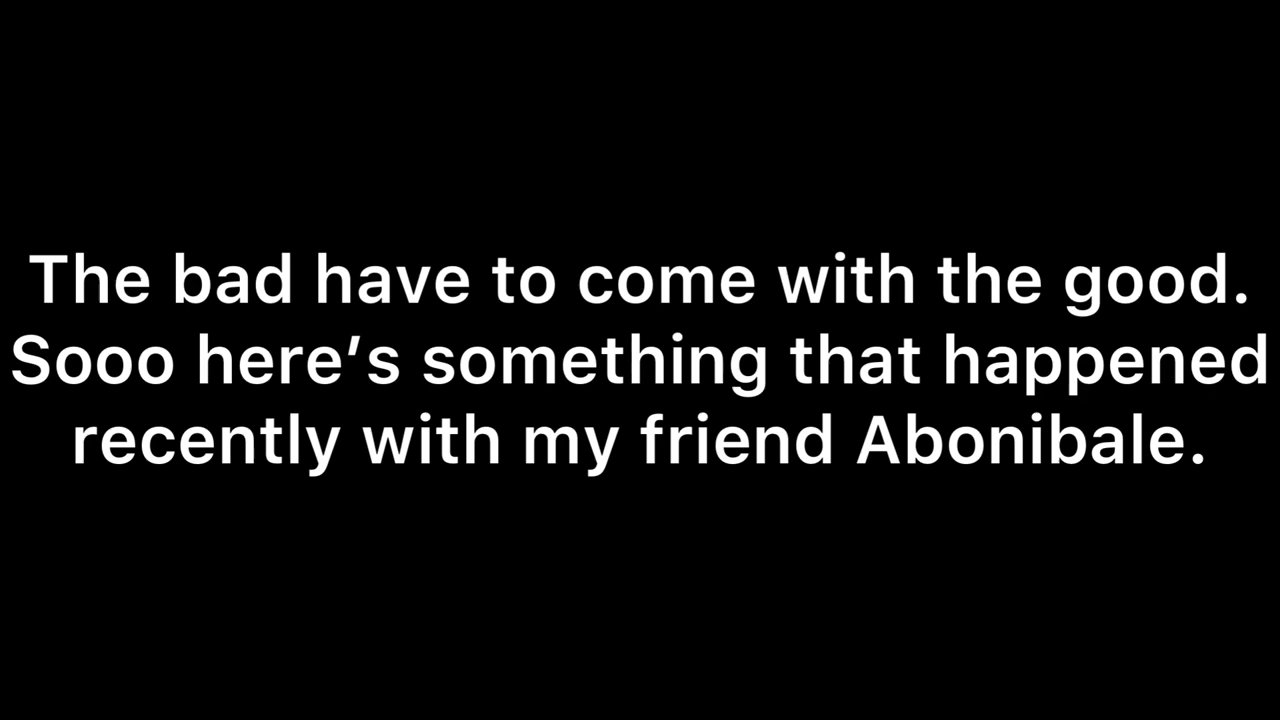 The bad have to come with the good.
Sooo here’s something that happened
recently with my friend Abonibale.